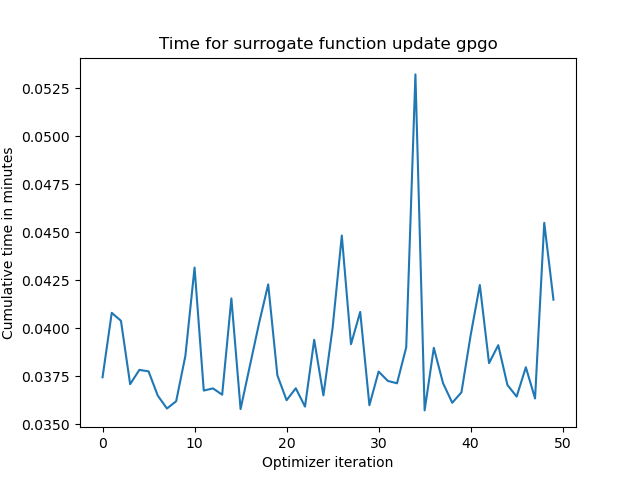 Time for surrogate function update gpgo
Cumulative time in minutes
0.0525
0.0500
0.0475
0.0450
0.0425
0.0400
0.0375
0.0350
0 10 20 30 40 50
Optimizer iteration